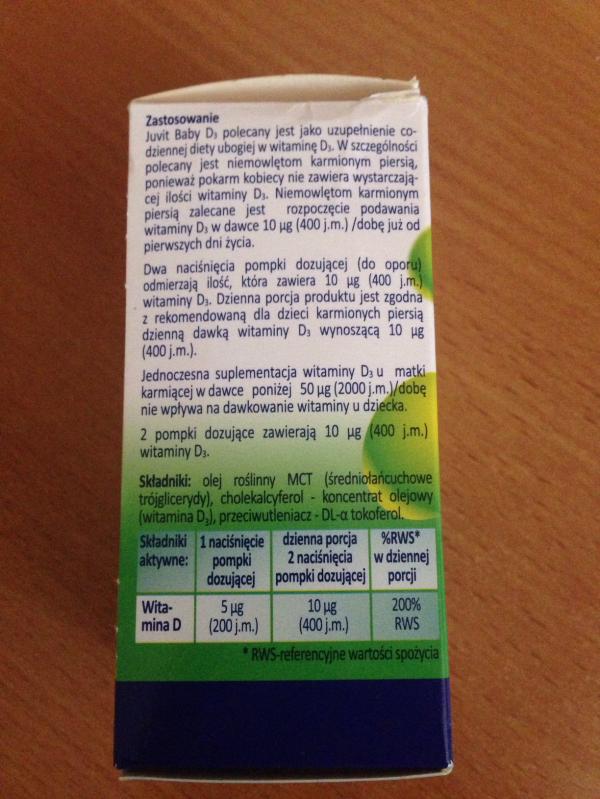 Zastosowanie
Juvit Baby D₃ polecany jest jako uzupełnienie co-
dziennej diety ubogiej w witaminę D₃. W szczególności
polecany jest niemowlętom karmionym piersią,
ponieważ pokarm kobiecy nie zawiera wystarczają-
cej ilości witaminy D₃. Niemowlętom karmionym
piersią zalecane jest rozpoczęcie podawania
witaminy D₃ w dawce 10 µg (400 j.m.) /dobę już od
pierwszych dni życia.
Dwa naciśnięcia pompki dozującej (do oporu)
odmierzają ilość, która zawiera 10 µg (400 j.m.)
witaminy D₃. Dzienna porcja produktu jest zgodna
z rekomendowaną dla dzieci karmionych piersią
dzienną dawką witaminy D₃ wynoszącą 10 µg
(400 j.m.).
Jednoczesna suplementacja witaminy D₃ u matki
karmiącej w dawce poniżej 50 µg (2000 j.m.)/dobę
nie wpływa na dawkowanie witaminy u dziecka.
2 pompki dozujące zawierają 10 µg (400 j.m.)
witaminy D₃.
Składniki: olej roślinny MCT (średniołańcuchowe
trójglicerydy), cholekalcyferol - koncentrat olejowy
(witamina D₃), przeciwutleniacz - DL-α tokoferol.
Składniki 1 naciśnięcie dzienna porcja %RWS*
aktywne: pompki 2 naciśnięcia w dziennej
dozującej pompki dozującej porcji
Wita- 5 µg 10 µg 200%
mina D (200 j.m.) (400 j.m.) RWS
* RWS-referencyjne wartości spożycia